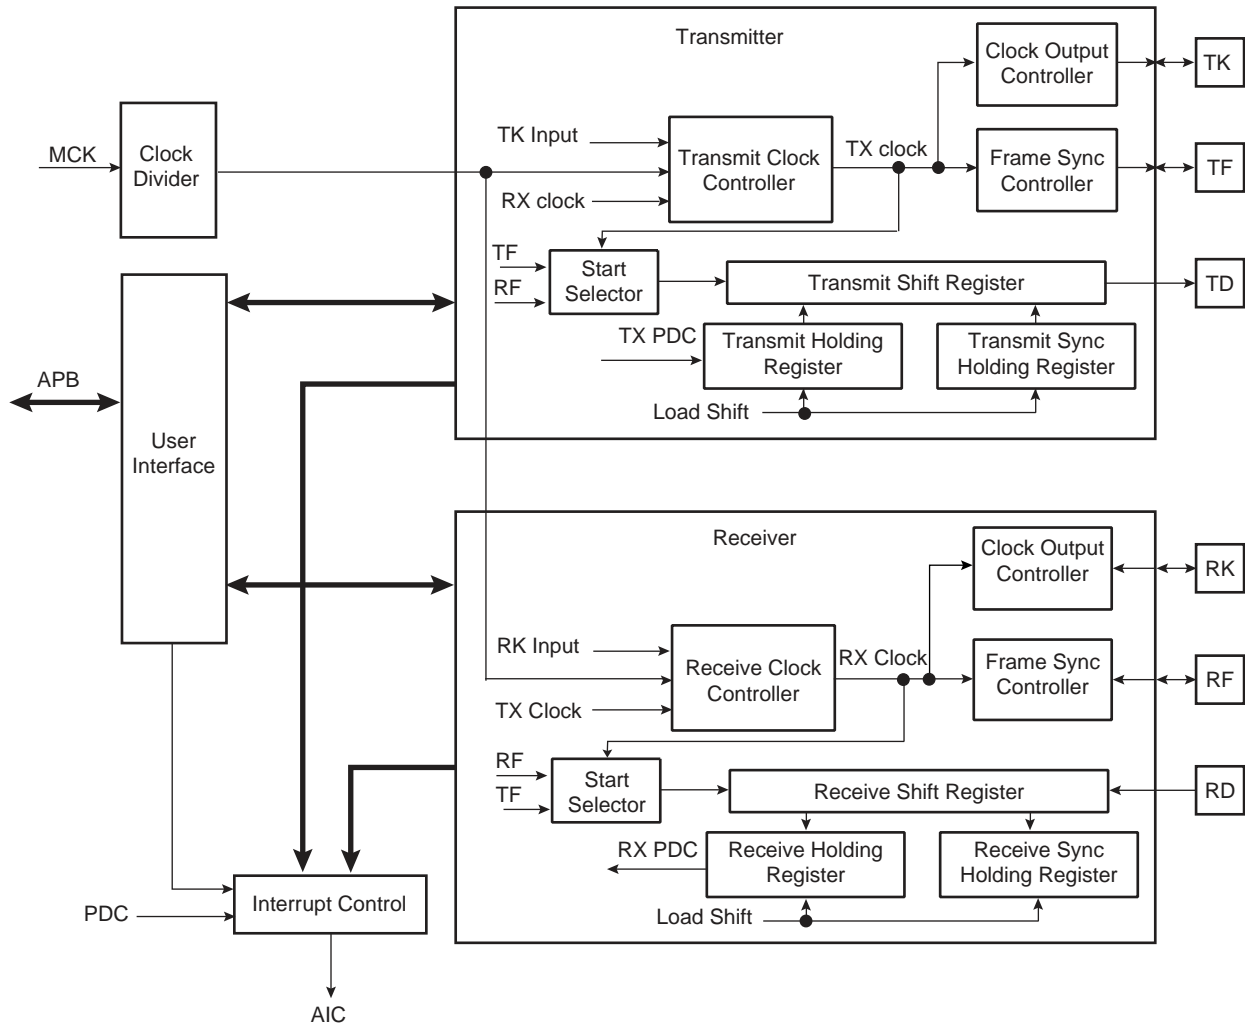 Transmitter
Clock Output
Controller
TK
MCK
Clock
Divider
TK Input
Transmit Clock
Controller
TX clock
Frame Sync
Controller
TF
RX clock
TF
RF
Start
Selector
Transmit Shift Register
TD
TX PDC
Transmit Holding
Register
Transmit Sync
Holding Register
Load Shift
APB
User
Interface
Receiver
Clock Output
Controller
RK
RK Input
Receive Clock
Controller
RX Clock
Frame Sync
Controller
RF
TX Clock
RF
TF
Start
Selector
Receive Shift Register
RD
RX PDC
Receive Holding
Register
Receive Sync
Holding Register
Load Shift
PDC
Interrupt Control
AIC